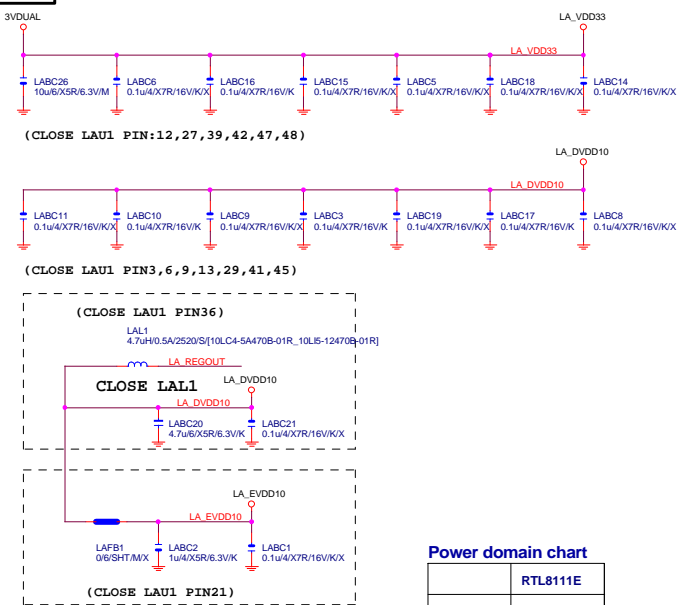 3VDUAL
LA_VDD33
LA_VDD33
LABC26
10u/6/X5R/6.3V/M
LABC6
0.1u/4/X7R/16V/K/X
LABC16
0.1u/4/X7R/16V/K
LABC15
0.1u/4/X7R/16V/K/X
LABC5
0.1u/4/X7R/16V/K/X
LABC18
0.1u/4/X7R/16V/K/X
LABC14
0.1u/4/X7R/16V/K/X
(CLOSE LAU1 PIN:12,27,39,42,47,48)
LA_DVDD10
LA_DVDD10
LABC11
0.1u/4/X7R/16V/K/X
LABC10
0.1u/4/X7R/16V/K
LABC9
0.1u/4/X7R/16V/K/X
LABC3
0.1u/4/X7R/16V/K
LABC19
0.1u/4/X7R/16V/K/X
LABC17
0.1u/4/X7R/16V/K
LABC8
0.1u/4/X7R/16V/K/X
(CLOSE LAU1 PIN3,6,9,13,29,41,45)
(CLOSE LAU1 PIN36)
LAL1
4.7uH/0.5A/2520/S/[10LC4-5A470B-01R_10LI5-12470B-01R]
LA_REGOUT
CLOSE LAL1
LA_DVDD10
LA_DVDD10
LABC20
4.7u/6/X5R/6.3V/K
LABC21
0.1u/4/X7R/16V/K/X
LA_EVDD10
LA_EVDD10
LAFB1
0/6/SHT/M/X
LABC2
1u/4/X5R/6.3V/K
LABC1
0.1u/4/X7R/16V/K/X
(CLOSE LAU1 PIN21)
Power domain chart
RTL8111E